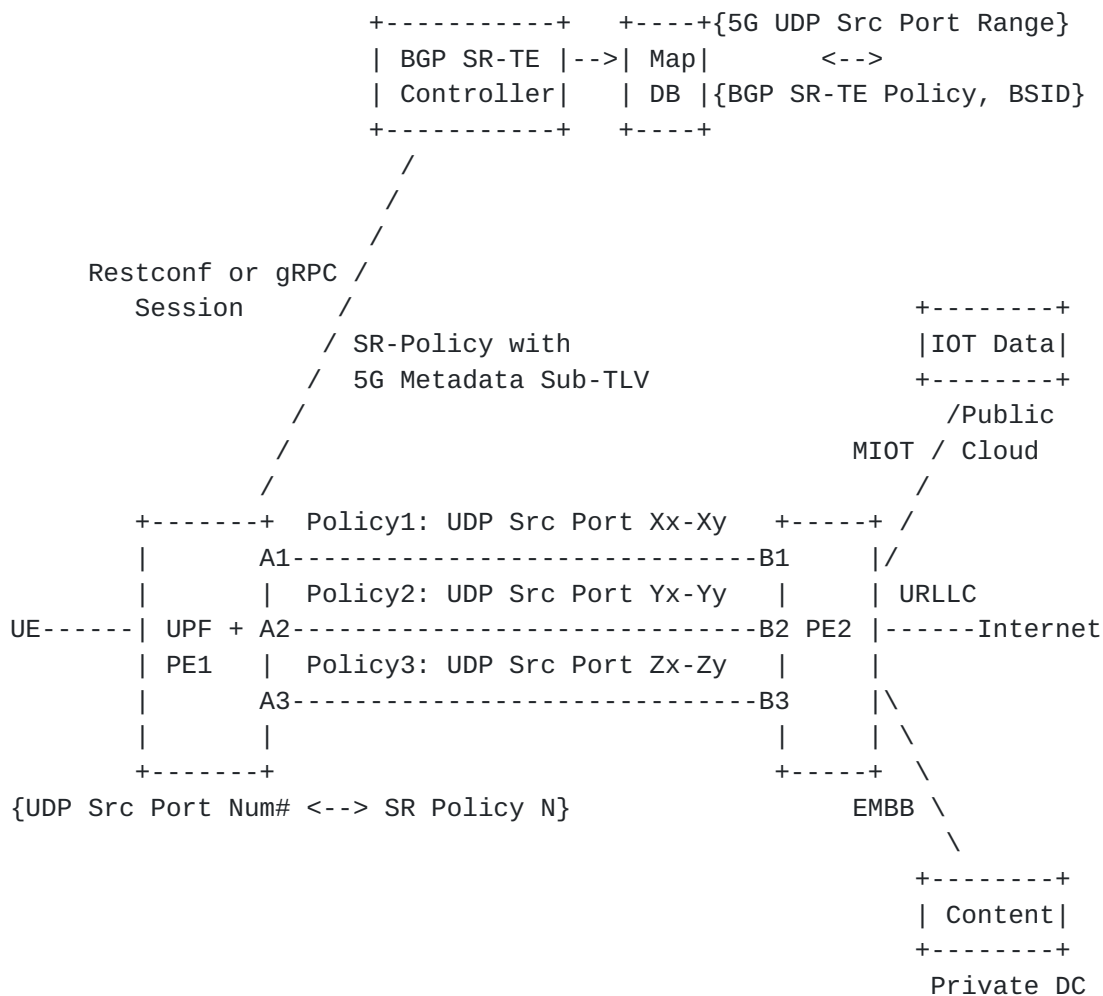 +-----------+   +----+{5G UDP Src Port Range}
| BGP SR-TE |-->| Map|       <-->
| Controller|   | DB |{BGP SR-TE Policy, BSID}
+-----------+   +----+
/
/
/
Restconf or gRPC /
Session       /
+--------+
/ SR-Policy with                      |IOT Data|
/  5G Metadata Sub-TLV                 +--------+
/                                         /Public
/                                    MIOT / Cloud
/                                         /
+-------+  Policy1: UDP Src Port Xx-Xy   +-----+ /
|       A1------------------------------B1     |/
|       |  Policy2: UDP Src Port Yx-Yy   |     | URLLC
UE------| UPF + A2------------------------------B2 PE2 |------Internet
| PE1   |  Policy3: UDP Src Port Zx-Zy   |     |
|       A3------------------------------B3     |\
|       |                                |     | \
+-------+                                +-----+  \
{UDP Src Port Num# <--> SR Policy N}                  EMBB \
\
+--------+
| Content|
+--------+
Private DC